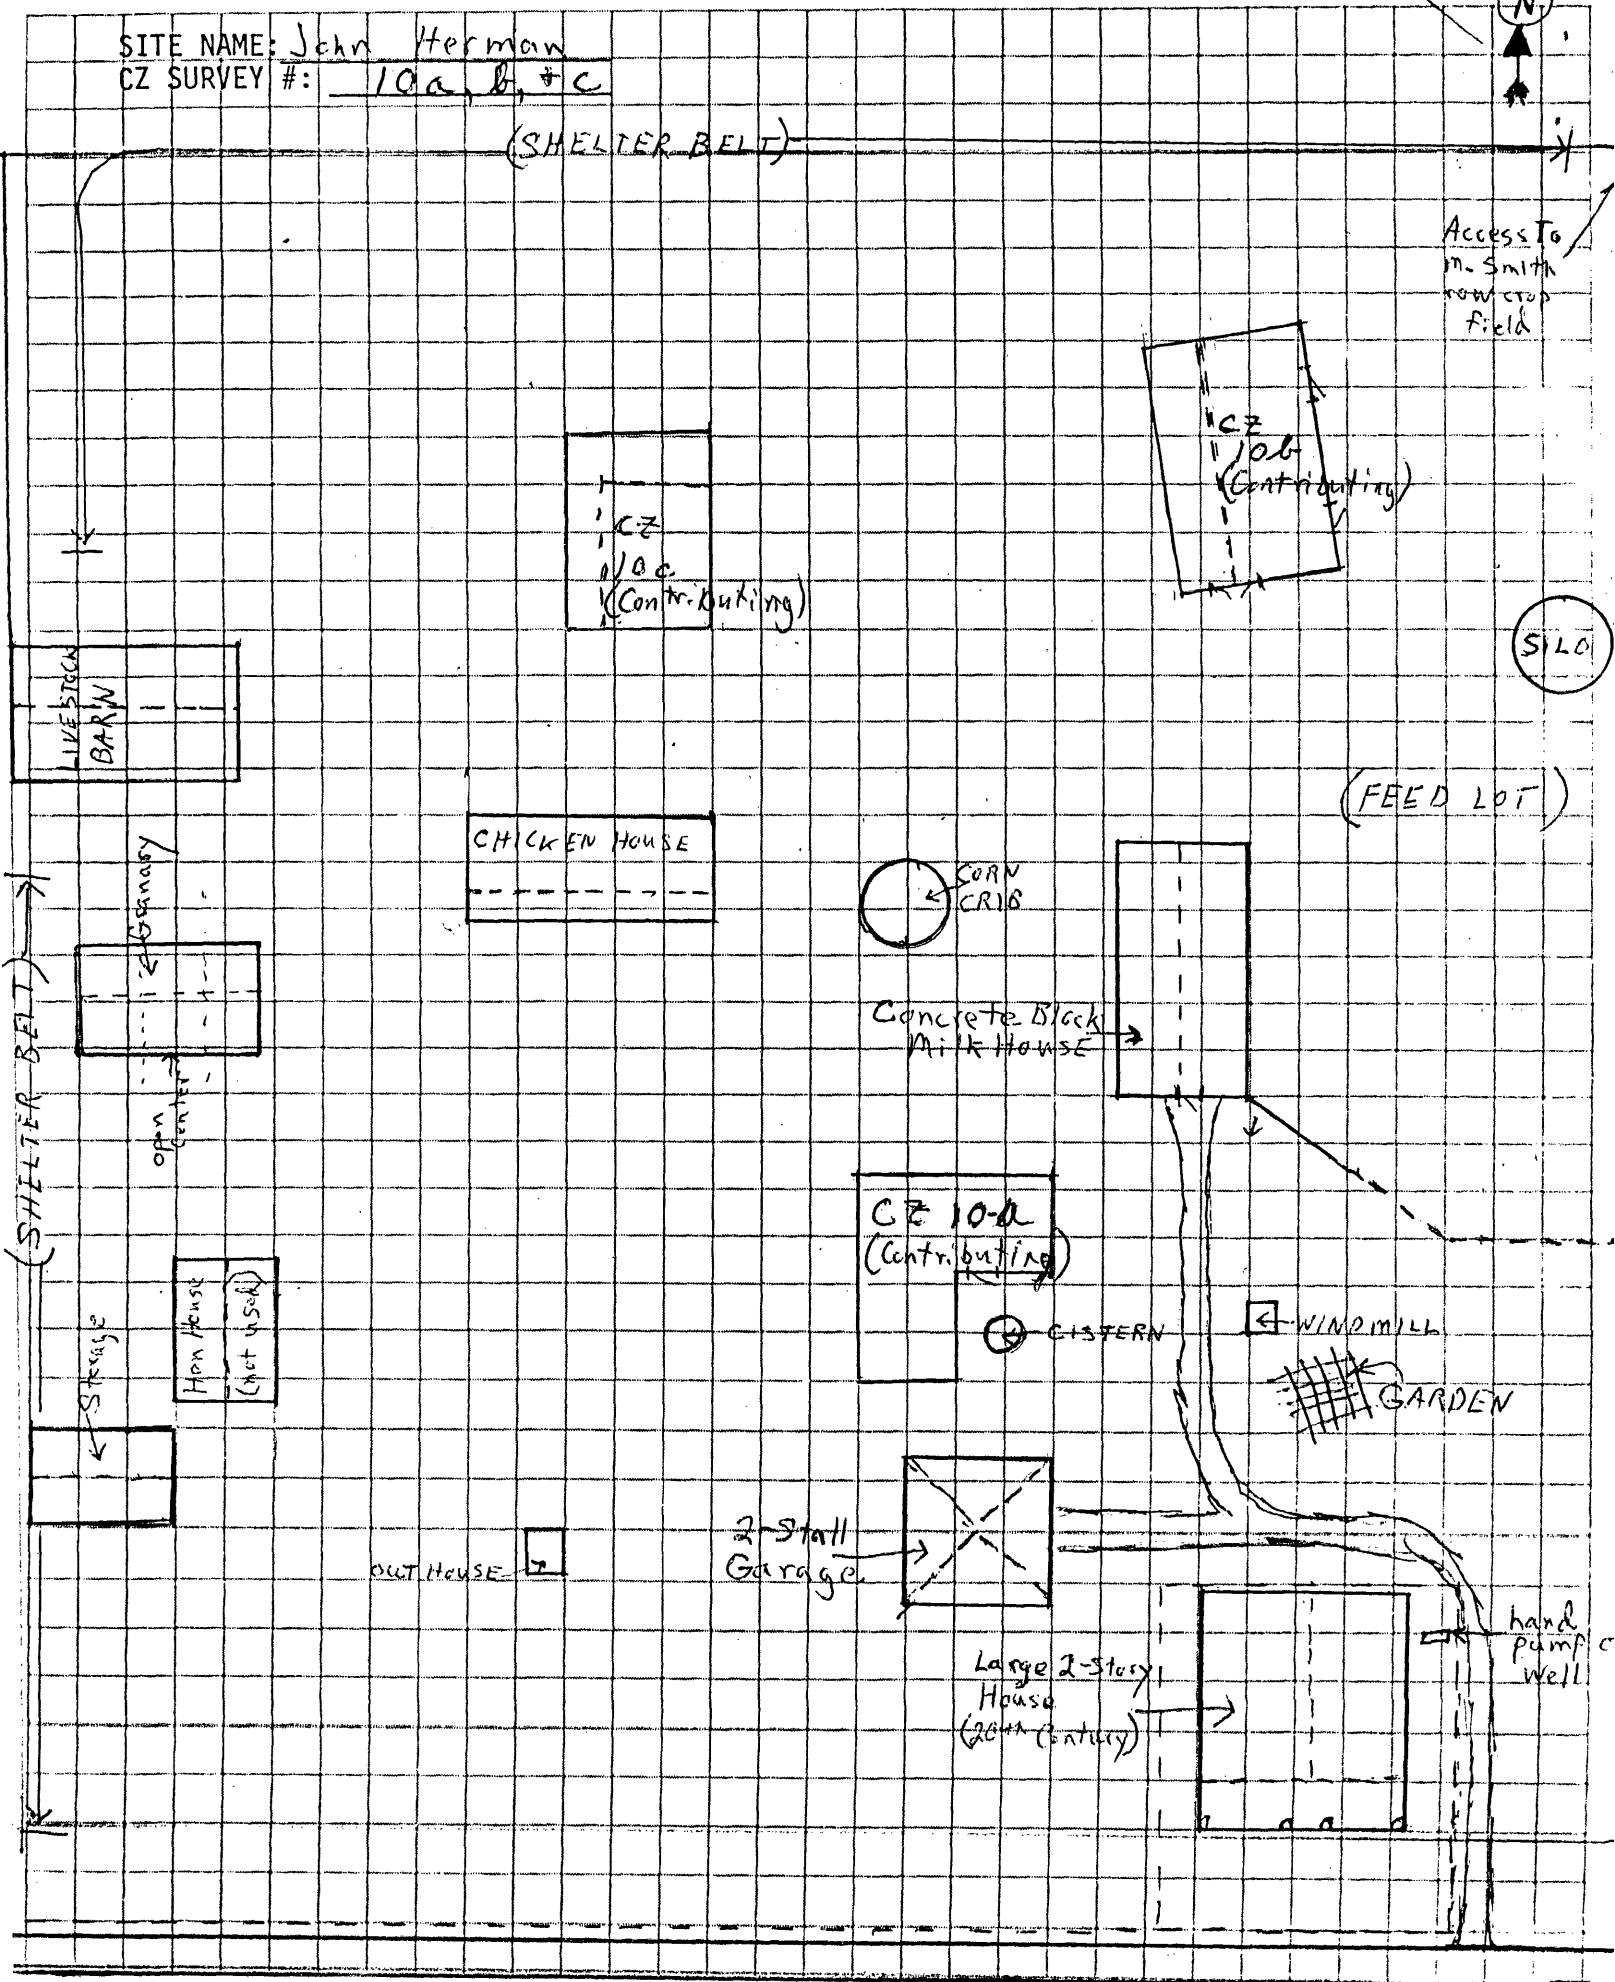 N
SITE NAME: John Herman
CZ SURVEY #: 10a, b, + c
(SHELTER BELT)
Access To
m. Smith
row crop
field
CZ
10b
(Contributing)
CZ
10c
(Contributing)
SILO
LIVESTOCK
BARN
(FEED LOT)
CHICKEN HOUSE
CORN
CRIB
Granary
open
center
Concrete Block
Milk House
(SHELTER BELT)
CZ 10-a
(Contributing)
CISTERN
WINDMILL
GARDEN
Hen House
(not used)
Storage
2-Stall
Garage
OUT HOUSE
hand
pump
well
Large 2-Story
House
(20th Century)